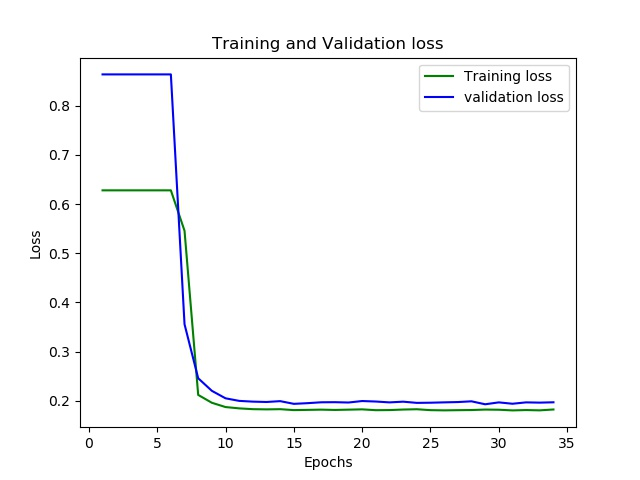 Training and Validation loss
Training loss
validation loss
Loss
0.8
0.7
0.6
0.5
0.4
0.3
0.2
0 5 10 15 20 25 30 35
Epochs